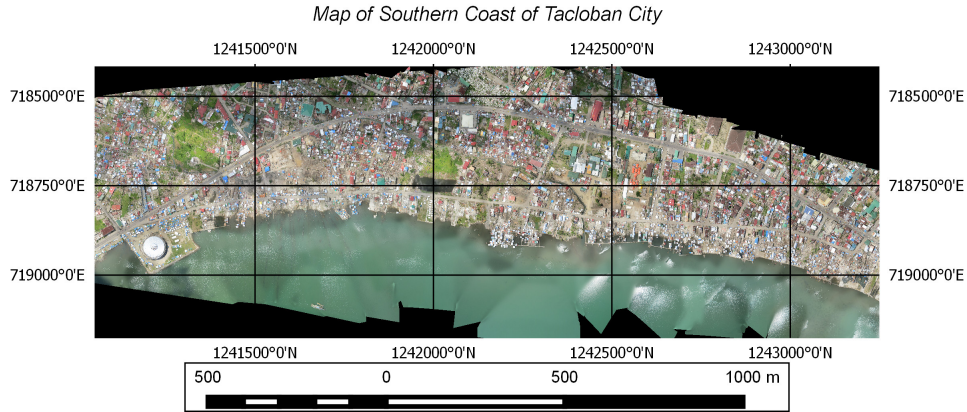 Map of Southern Coast of Tacloban City
1241500°0'N 1242000°0'N 1242500°0'N 1243000°0'N
718500°0'E 718500°0'E
718750°0'E 718750°0'E
719000°0'E 719000°0'E
1241500°0'N 1242000°0'N 1242500°0'N 1243000°0'N
500 0 500 1000 m